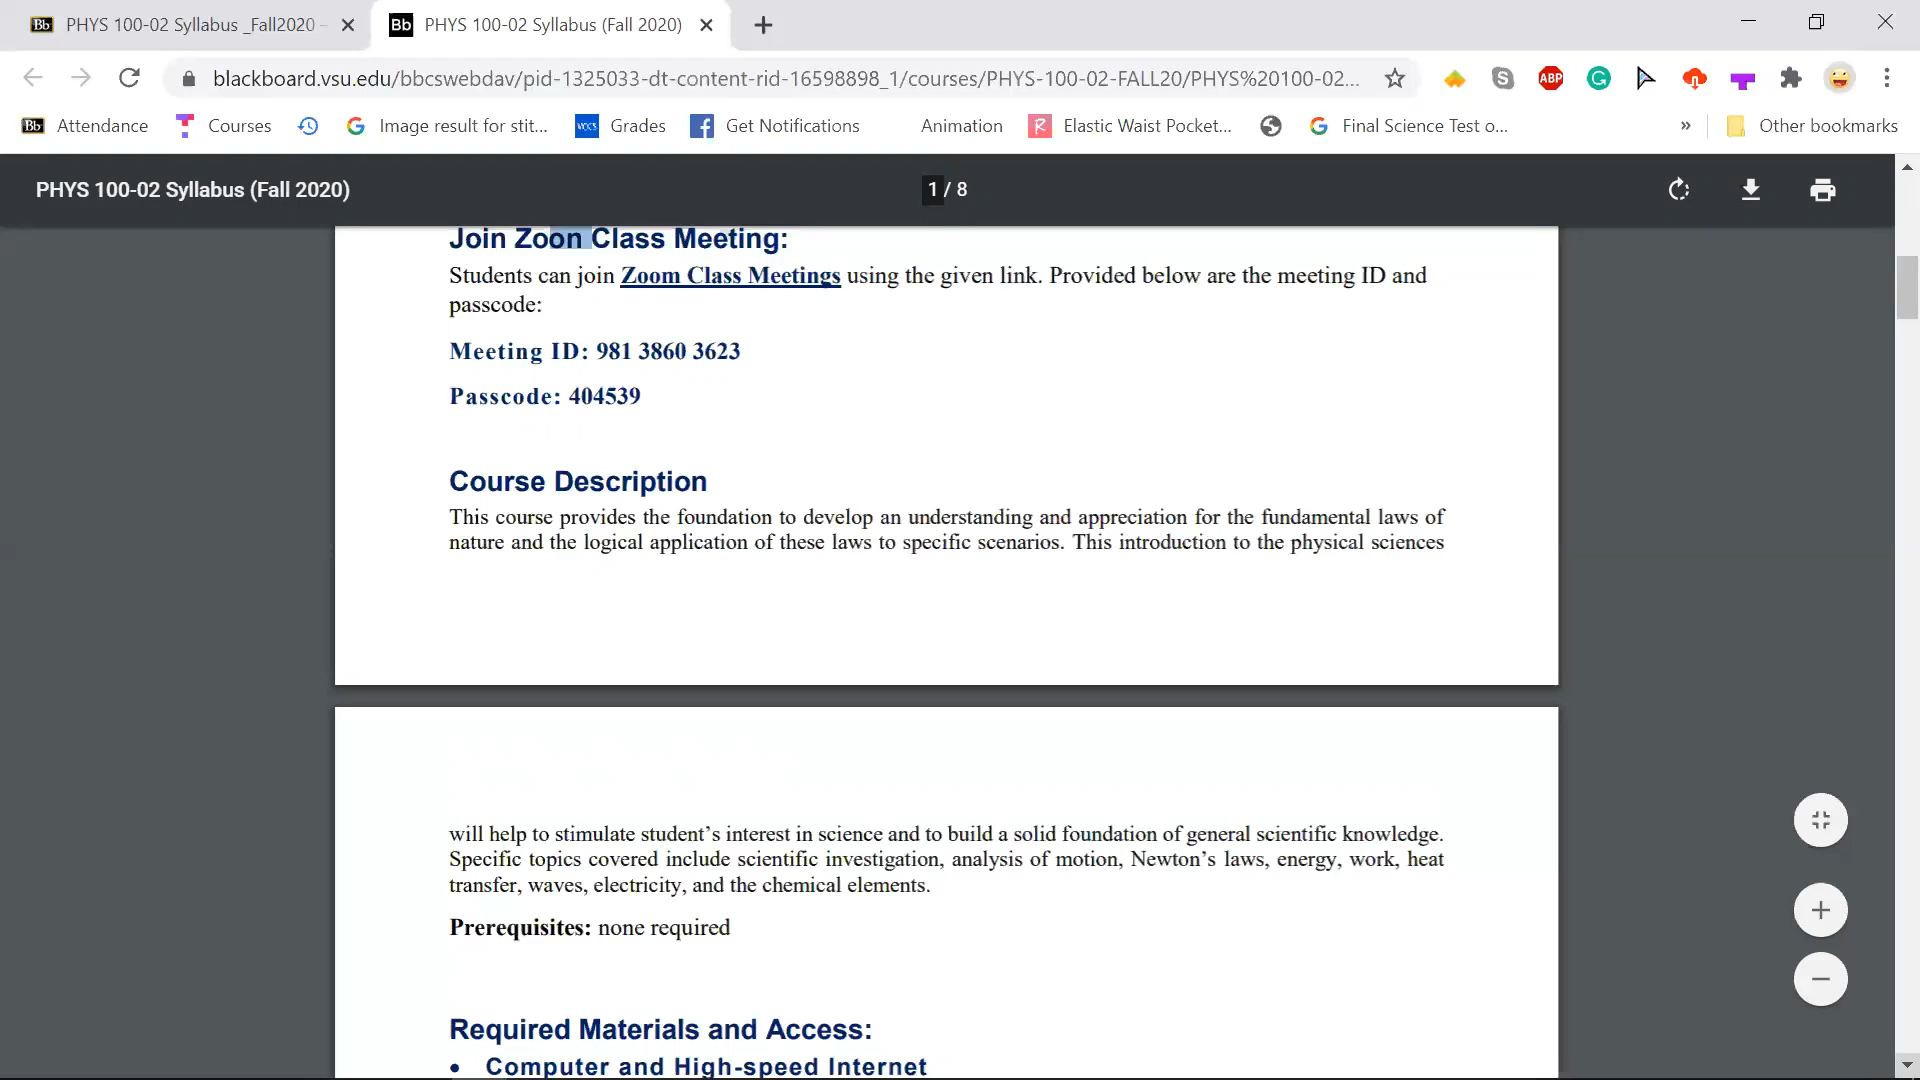 PHYS 100-02 Syllabus _Fall2020 –
PHYS 100-02 Syllabus (Fall 2020)
blackboard.vsu.edu/bbcswebdav/pid-1325033-dt-content-rid-16598898_1/courses/PHYS-100-02-FALL20/PHYS%20100-02...
ABP
Bb Attendance Courses Image result for stit... VCCS Grades Get Notifications Animation R Elastic Waist Pocket... Final Science Test o... » Other bookmarks
PHYS 100-02 Syllabus (Fall 2020) 1 / 8
Join Zoon Class Meeting:
Students can join Zoom Class Meetings using the given link. Provided below are the meeting ID and
passcode:
Meeting ID: 981 3860 3623
Passcode: 404539
Course Description
This course provides the foundation to develop an understanding and appreciation for the fundamental laws of
nature and the logical application of these laws to specific scenarios. This introduction to the physical sciences
will help to stimulate student’s interest in science and to build a solid foundation of general scientific knowledge.
Specific topics covered include scientific investigation, analysis of motion, Newton’s laws, energy, work, heat
transfer, waves, electricity, and the chemical elements.
Prerequisites: none required
Required Materials and Access:
• Computer and High-speed Internet